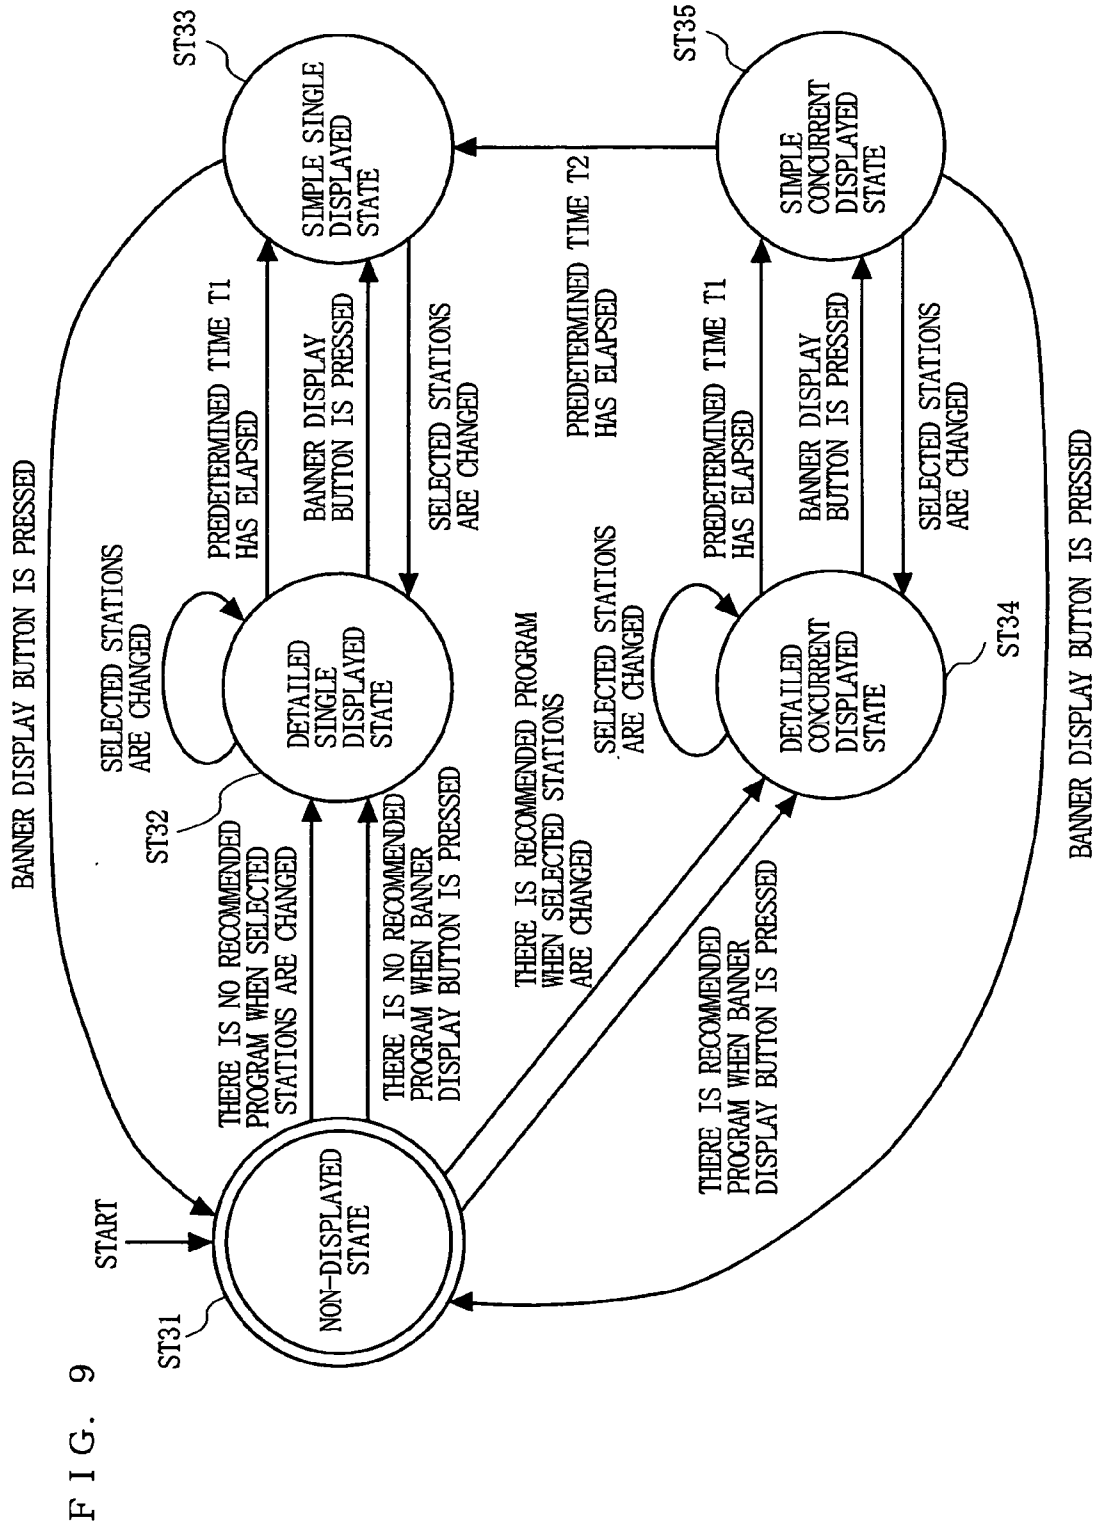 FIG. 9
BANNER DISPLAY BUTTON IS PRESSED
START
ST31
NON-DISPLAYED
STATE
THERE IS NO RECOMMENDED
PROGRAM WHEN SELECTED
STATIONS ARE CHANGED
THERE IS NO RECOMMENDED
PROGRAM WHEN BANNER
DISPLAY BUTTON IS PRESSED
SELECTED STATIONS
ARE CHANGED
ST32
DETAILED
SINGLE
DISPLAYED
STATE
PREDETERMINED TIME T1
HAS ELAPSED
BANNER DISPLAY
BUTTON IS PRESSED
SELECTED STATIONS
ARE CHANGED
ST33
SIMPLE SINGLE
DISPLAYED
STATE
THERE IS RECOMMENDED PROGRAM
WHEN SELECTED STATIONS
ARE CHANGED
THERE IS RECOMMENDED
PROGRAM WHEN BANNER
DISPLAY BUTTON IS PRESSED
PREDETERMINED TIME T2
HAS ELAPSED
SELECTED STATIONS
ARE CHANGED
DETAILED
CONCURRENT
DISPLAYED
STATE
ST34
PREDETERMINED TIME T1
HAS ELAPSED
BANNER DISPLAY
BUTTON IS PRESSED
SELECTED STATIONS
ARE CHANGED
ST35
SIMPLE
CONCURRENT
DISPLAYED
STATE
BANNER DISPLAY BUTTON IS PRESSED